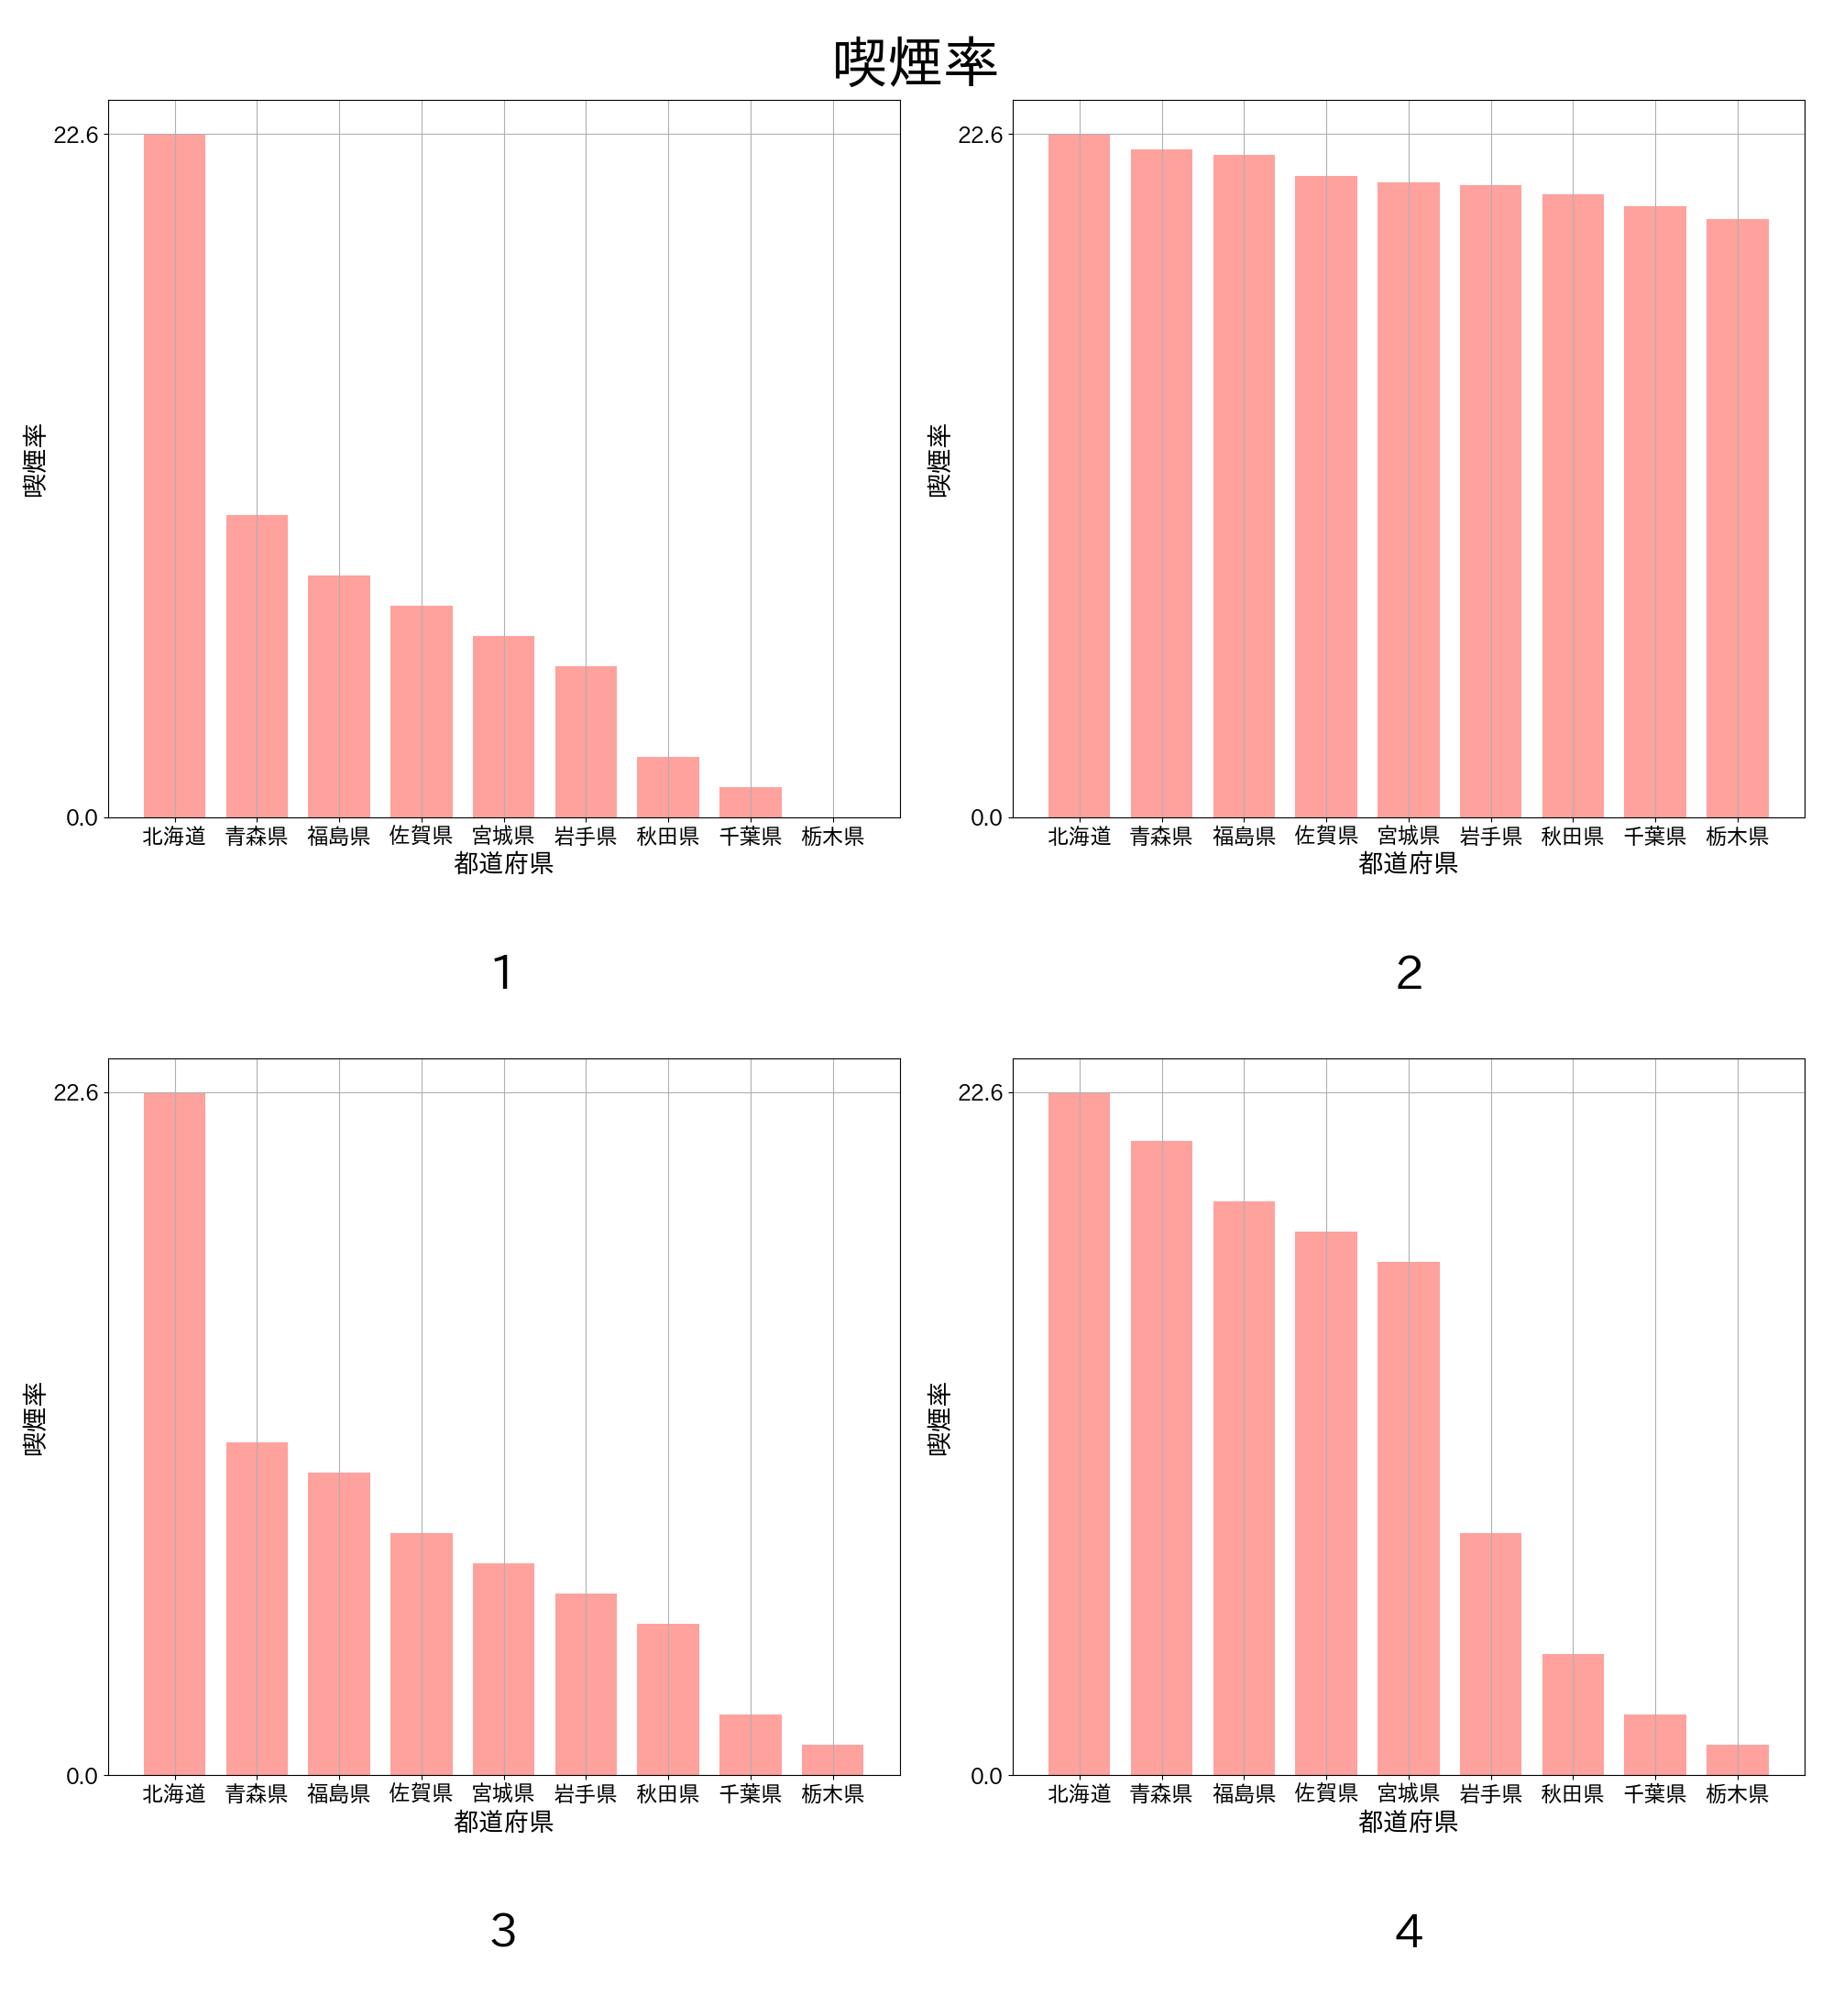 喫煙率
22.6
0.0
喫煙率
北海道 青森県 福島県 佐賀県 宮城県 岩手県 秋田県 千葉県 栃木県
都道府県
1
22.6
0.0
喫煙率
北海道 青森県 福島県 佐賀県 宮城県 岩手県 秋田県 千葉県 栃木県
都道府県
2
22.6
0.0
喫煙率
北海道 青森県 福島県 佐賀県 宮城県 岩手県 秋田県 千葉県 栃木県
都道府県
3
22.6
0.0
喫煙率
北海道 青森県 福島県 佐賀県 宮城県 岩手県 秋田県 千葉県 栃木県
都道府県
4